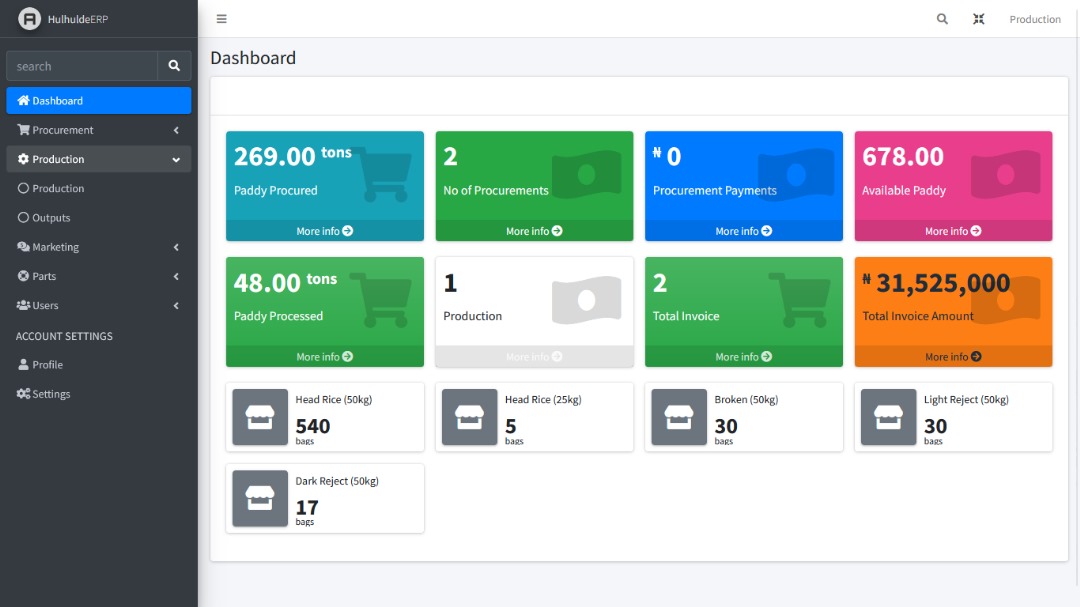 HulhuldeERP
Production
search
Dashboard
Procurement
Production
Production
Outputs
Marketing
Parts
Users
ACCOUNT SETTINGS
Profile
Settings
Dashboard
269.00 tons
Paddy Procured
More info
2
No of Procurements
More info
₦ 0
Procurement Payments
More info
678.00
Available Paddy
More info
48.00 tons
Paddy Processed
More info
1
Production
More info
2
Total Invoice
More info
₦ 31,525,000
Total Invoice Amount
More info
Head Rice (50kg)
540
bags
Head Rice (25kg)
5
bags
Broken (50kg)
30
bags
Light Reject (50kg)
30
bags
Dark Reject (50kg)
17
bags